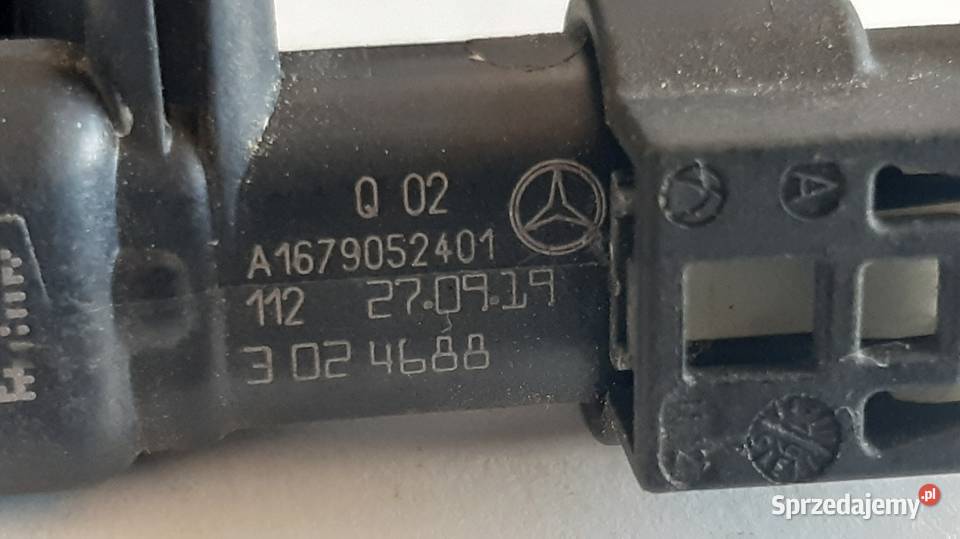 Q 02
A1679052401
112 27.09.19
3 024688
A
Sprzedajemy.pl